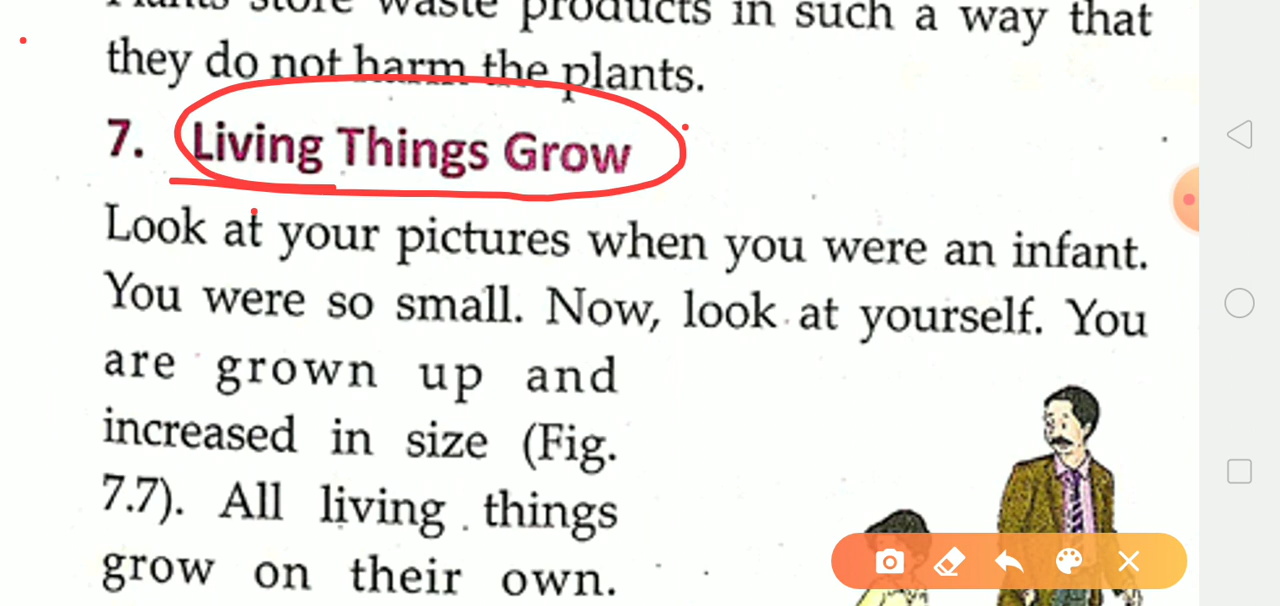 Plants store waste products in such a way that
they do not harm the plants.
7. Living Things Grow
Look at your pictures when you were an infant.
You were so small. Now, look at yourself. You
are grown up and
increased in size (Fig.
7.7). All living things
grow on their own.